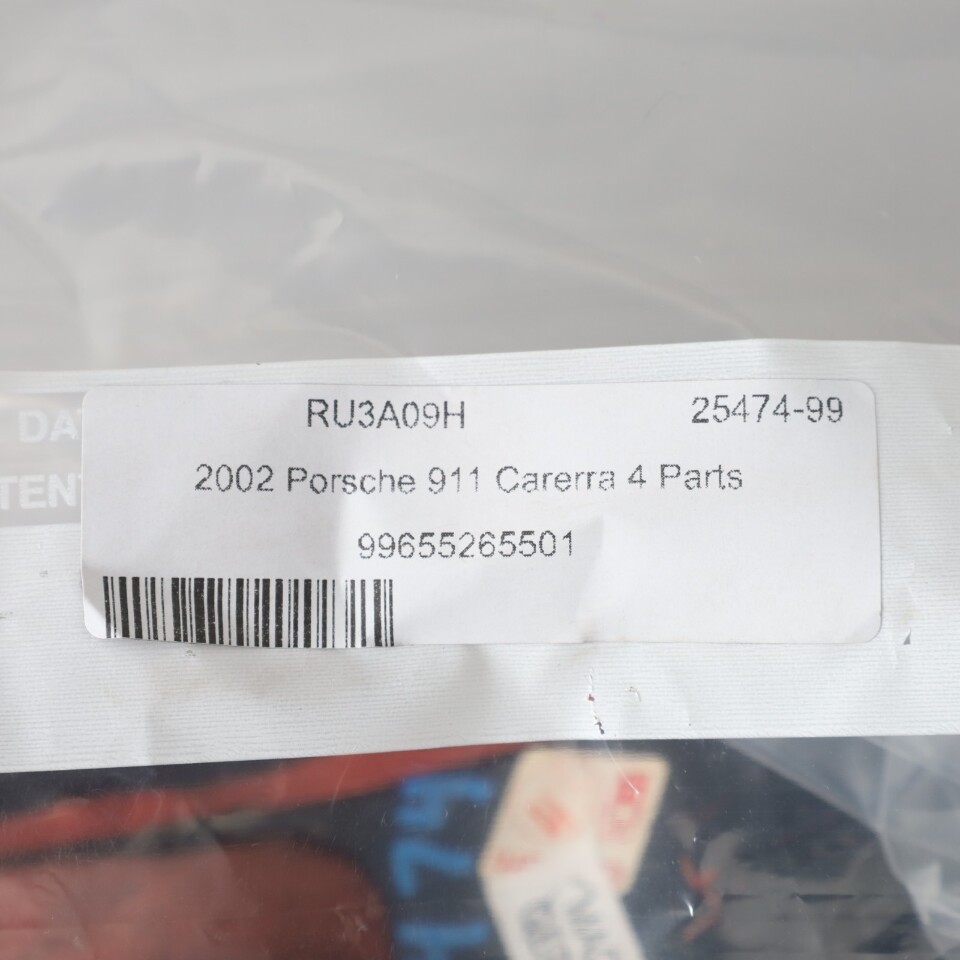 RU3A09H 25474-99
2002 Porsche 911 Carerra 4 Parts
99655265501